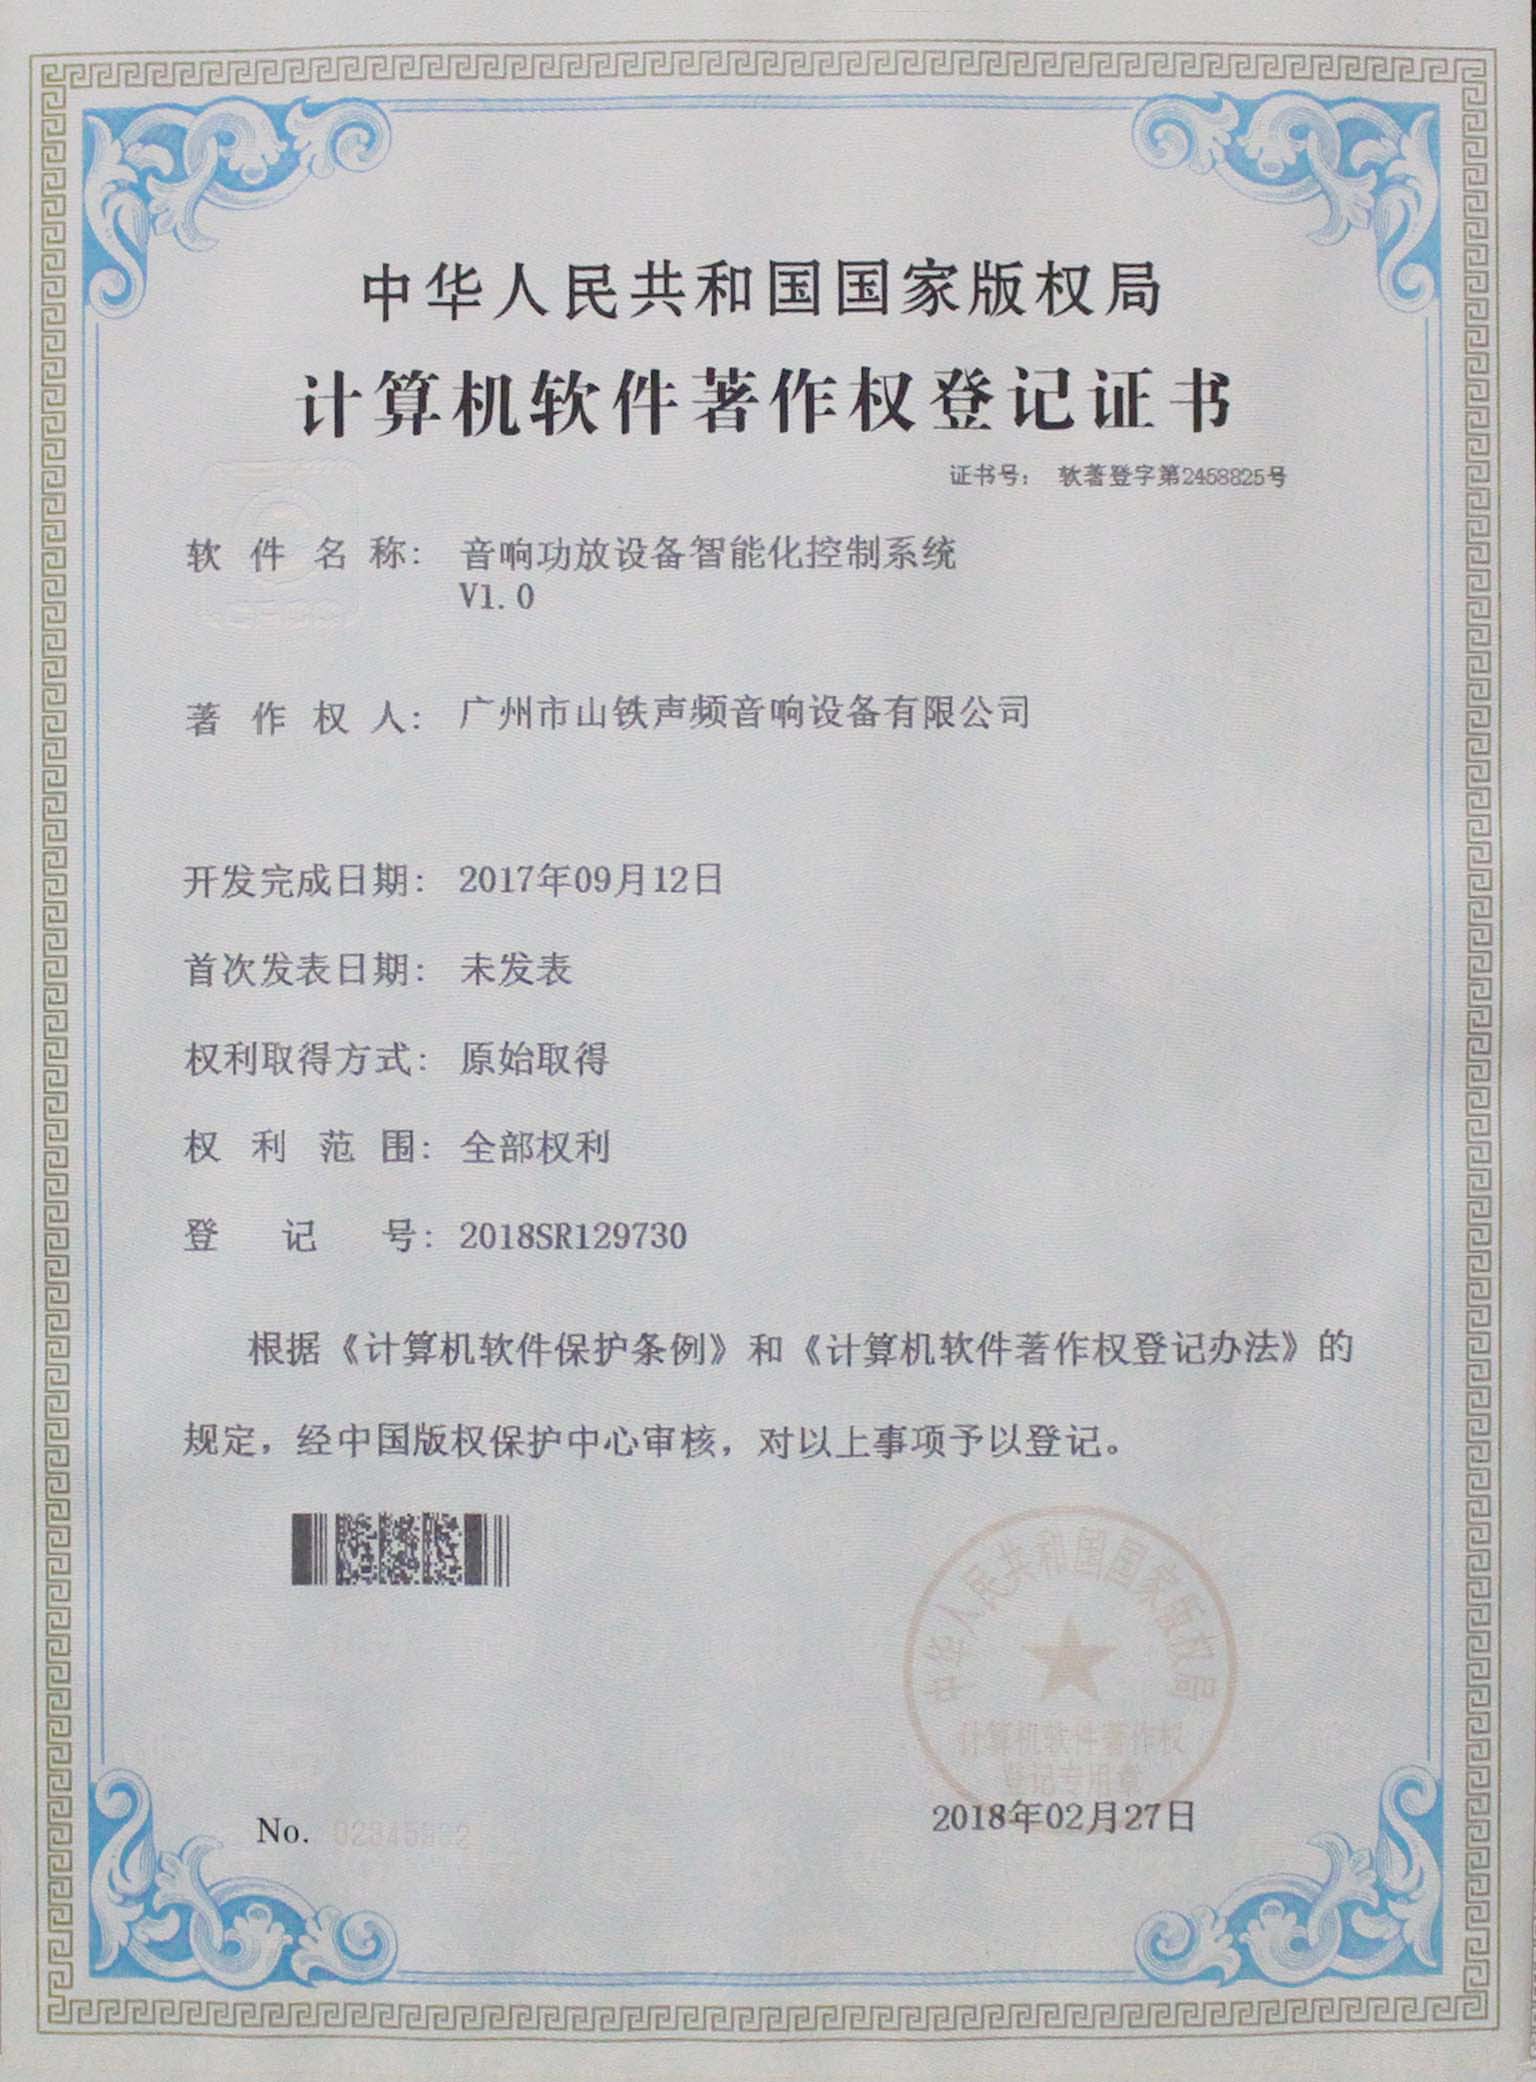 中华人民共和国国家版权局
计算机软件著作权登记证书
证书号： 软著登字第2458825号
软件名称： 音响功放设备智能化控制系统
V1.0
著作权人： 广州市山铁声频音响设备有限公司
开发完成日期： 2017年09月12日
首次发表日期： 未发表
权利取得方式： 原始取得
权利范围： 全部权利
登记号： 2018SR129730
根据《计算机软件保护条例》和《计算机软件著作权登记办法》的
规定，经中国版权保护中心审核，对以上事项予以登记。
中华人民共和国国家版权局
计算机软件著作权
登记专用章
No.
2018年02月27日